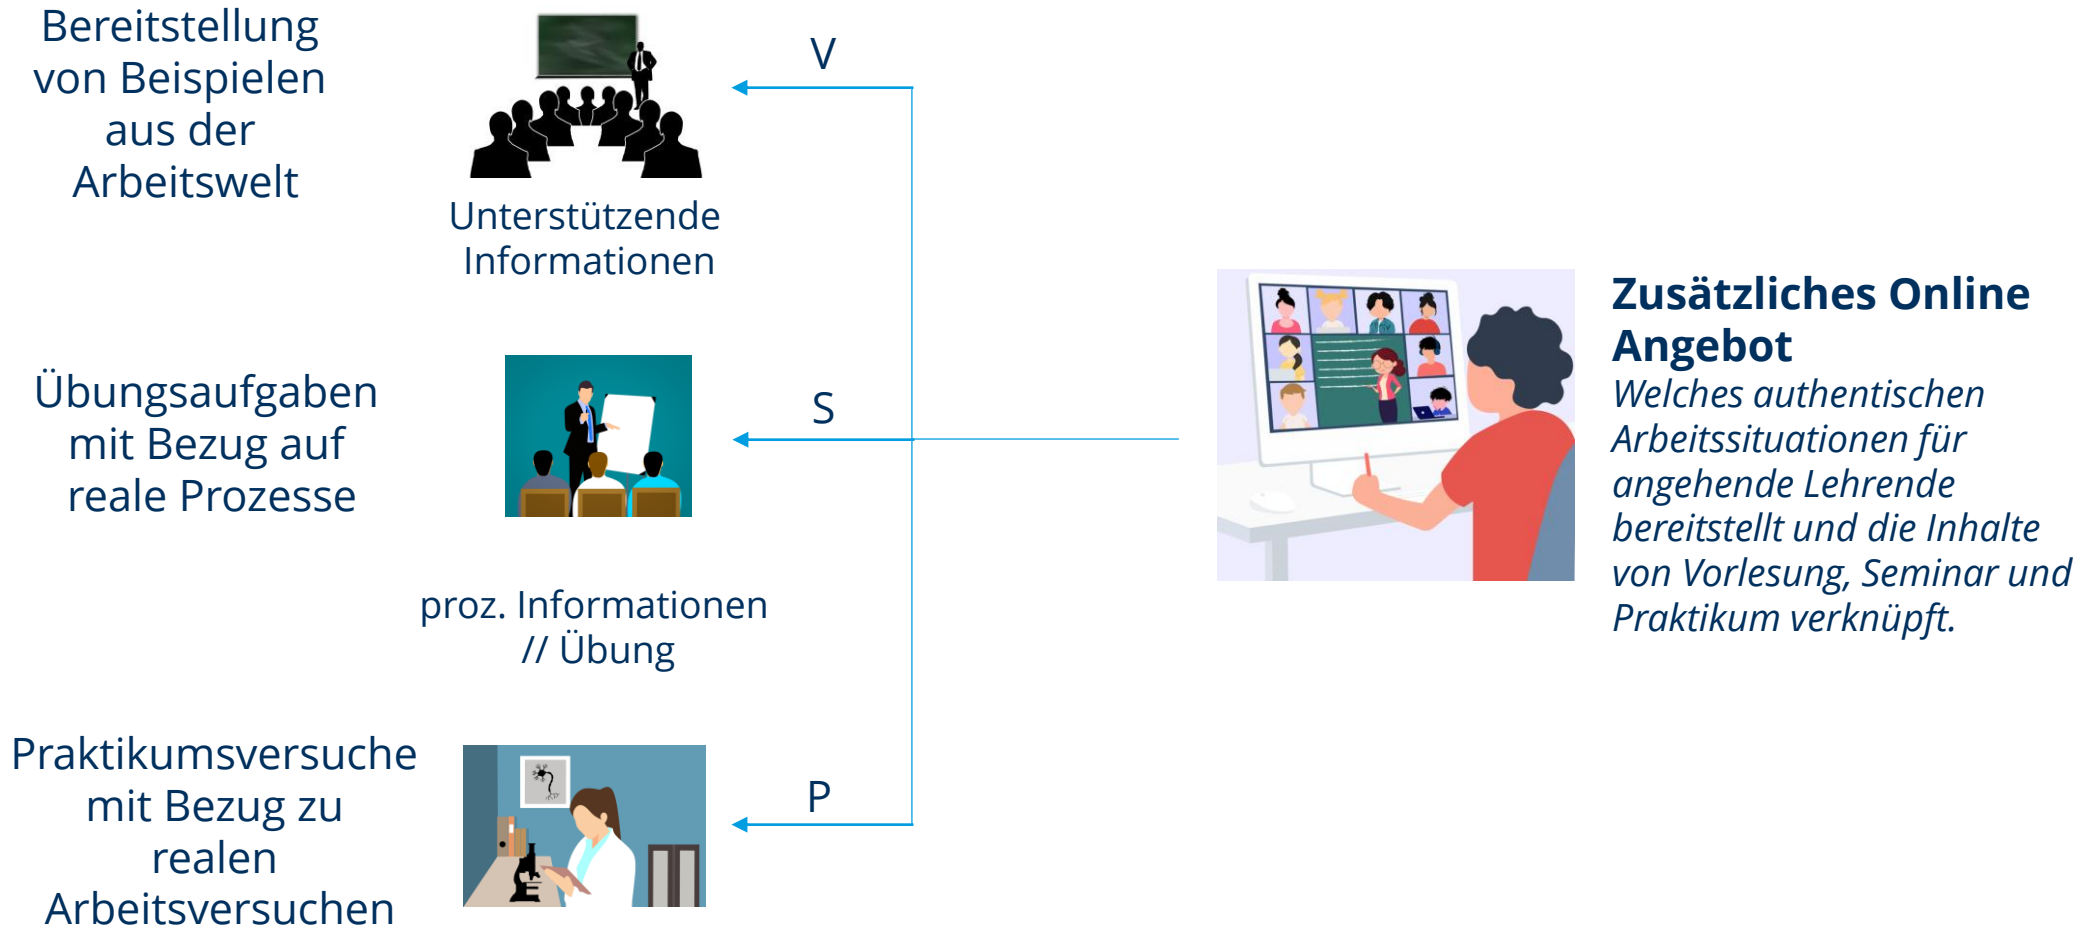 Bereitstellung
von Beispielen
aus der
Arbeitswelt
Unterstützende
Informationen
V
Übungsaufgaben
mit Bezug auf
reale Prozesse
S
proz. Informationen
// Übung
Praktikumsversuche
mit Bezug zu
realen
Arbeitsversuchen
P
Zusätzliches Online
Angebot
Welches authentischen
Arbeitssituationen für
angehende Lehrende
bereitstellt und die Inhalte
von Vorlesung, Seminar und
Praktikum verknüpft.